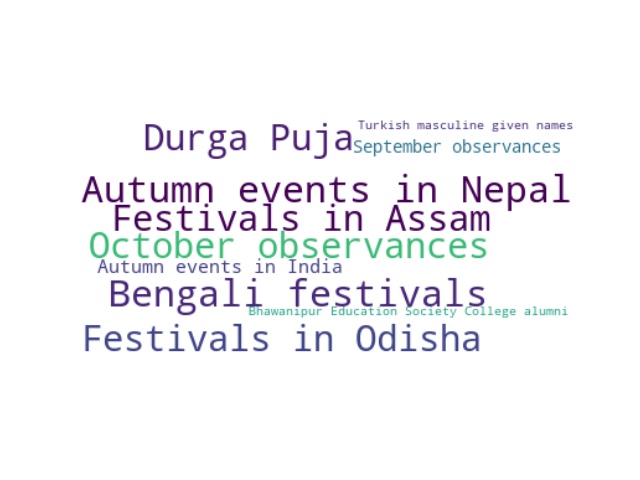 Turkish masculine given names
Durga Puja
September observances
Autumn events in Nepal
Festivals in Assam
October observances
Autumn events in India
Bengali festivals
Bhawanipur Education Society College alumni
Festivals in Odisha